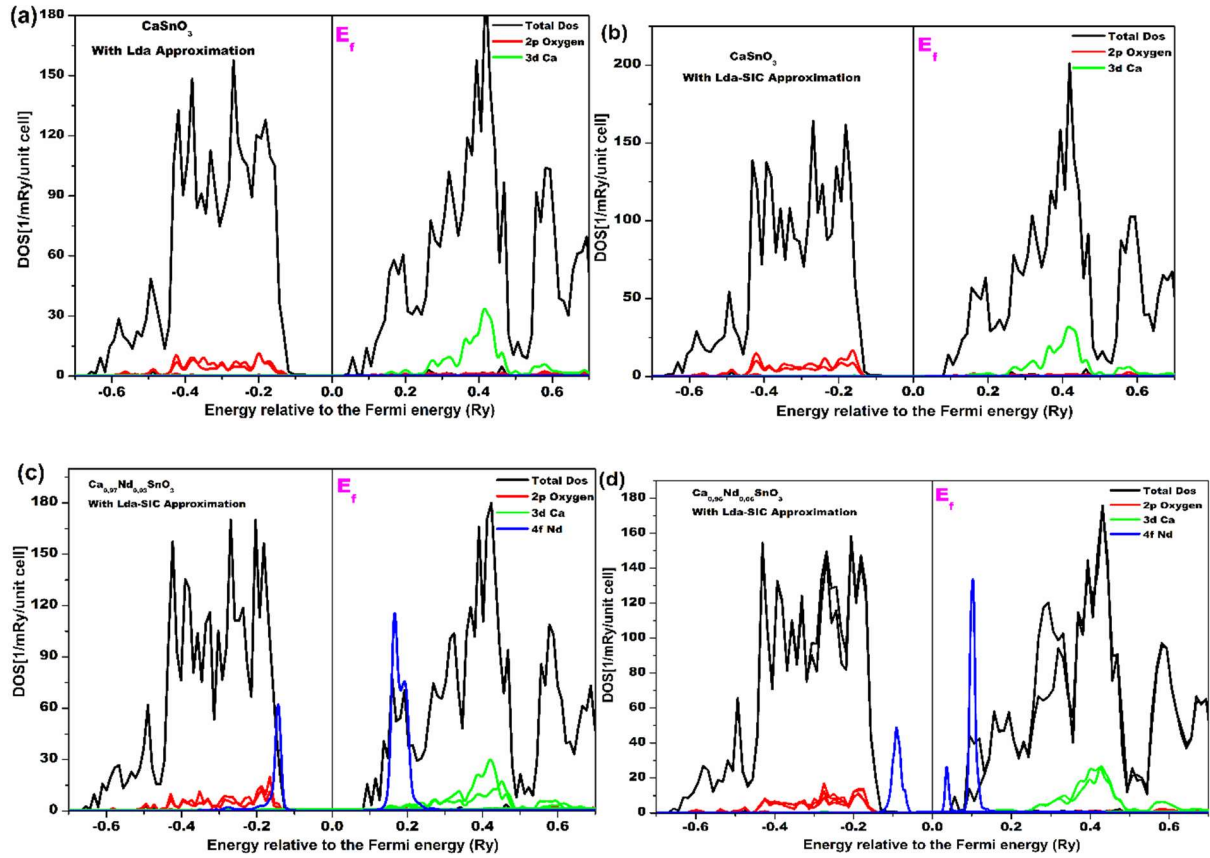 (a)
CaSnO₃
With Lda Approximation
E_f
Total Dos
2p Oxygen
3d Ca
DOS[1/mRy/unit cell]
180
150
120
90
60
30
0
-0.6 -0.4 -0.2 0.0 0.2 0.4 0.6
Energy relative to the Fermi energy (Ry)
(b)
CaSnO₃
With Lda-SIC Approximation
E_f
Total Dos
2p Oxygen
3d Ca
DOS[1/mRy/unit cell]
200
150
100
50
0
-0.6 -0.4 -0.2 0.0 0.2 0.4 0.6
Energy relative to the Fermi energy (Ry)
(c)
Ca₀,₉₇Nd₀,₀₃SnO₃
With Lda-SIC Approximation
E_f
Total Dos
2p Oxygen
3d Ca
4f Nd
DOS[1/mRy/unit cell]
180
150
120
90
60
30
0
-0.6 -0.4 -0.2 0.0 0.2 0.4 0.6
Energy relative to the Fermi energy (Ry)
(d)
Ca₀,₉₆Nd₀,₀₆SnO₃
With Lda-SIC Approximation
E_f
Total Dos
2p Oxygen
3d Ca
4f Nd
DOS[1/mRy/unit cell]
180
160
140
120
100
80
60
40
20
0
-0.6 -0.4 -0.2 0.0 0.2 0.4 0.6
Energy relative to the Fermi energy (Ry)